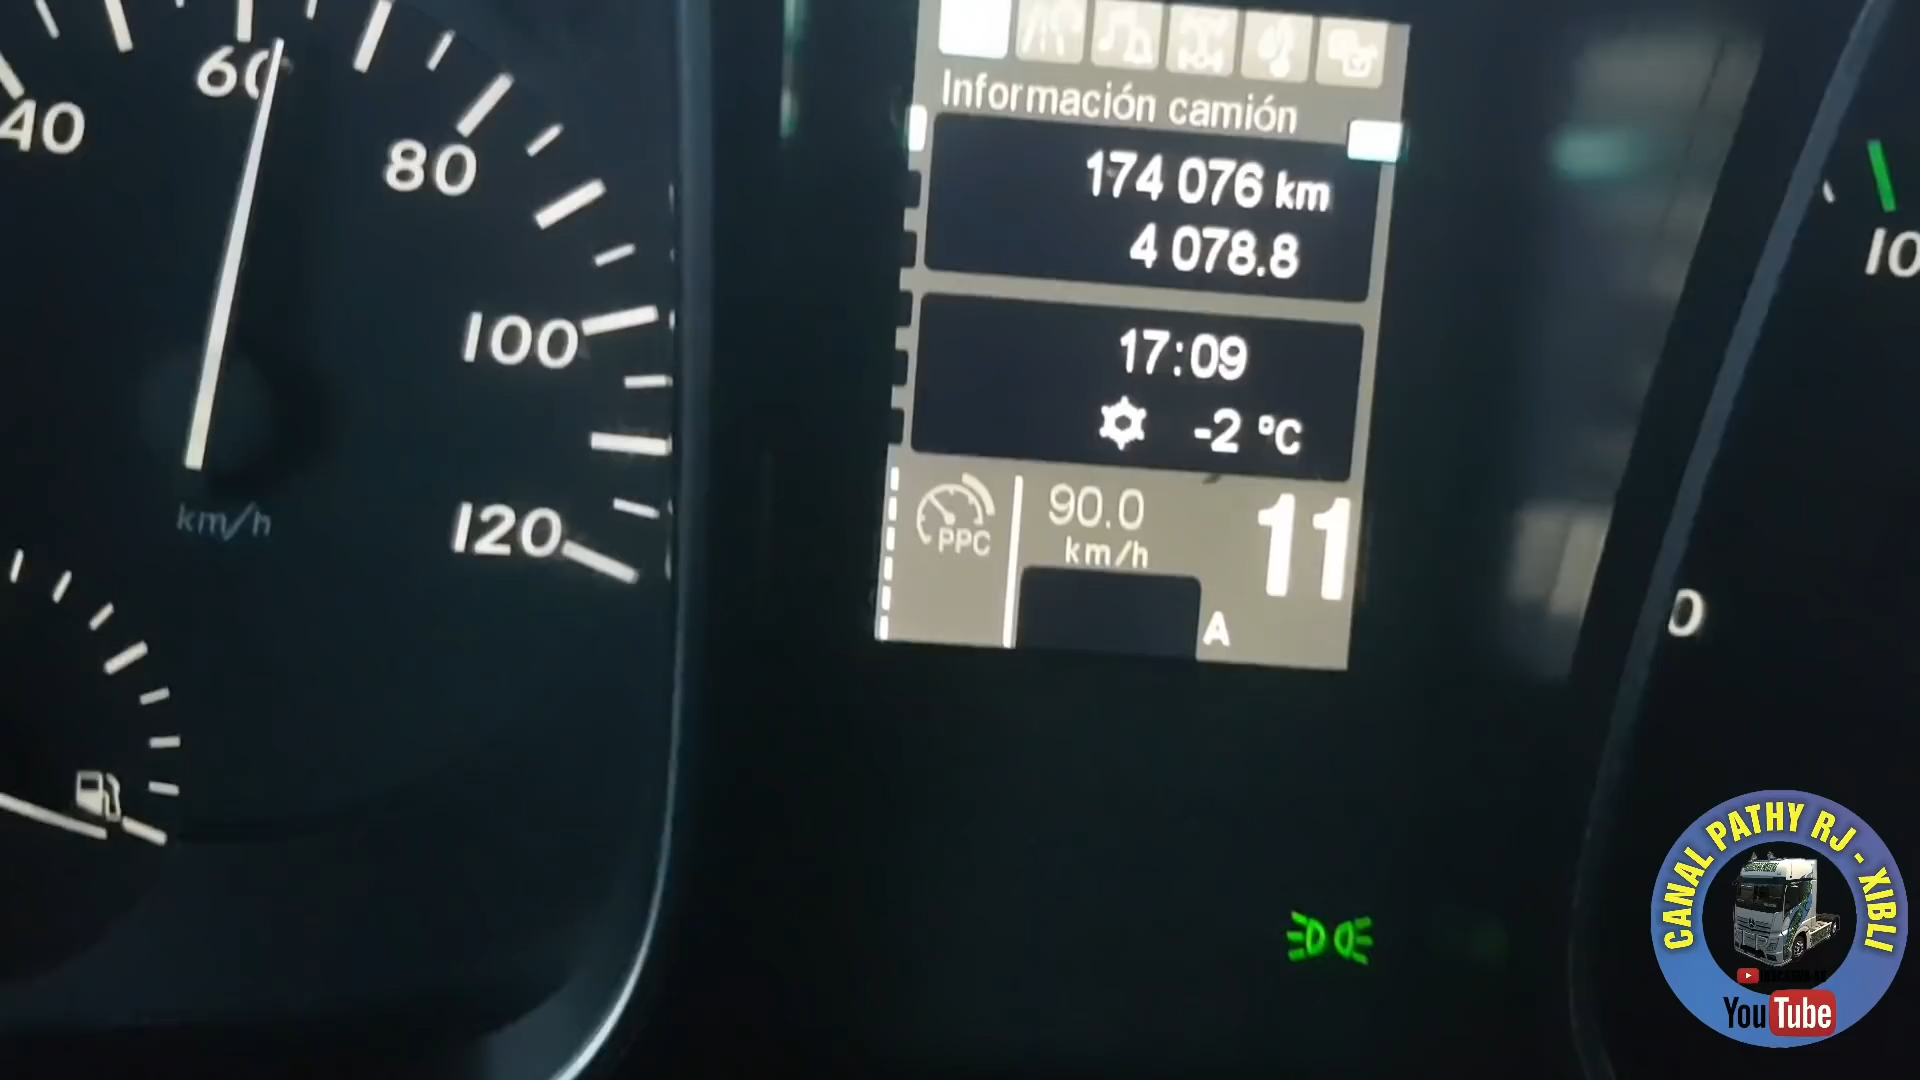 40
60
80
100
120
km/h
Información camión
174 076 km
4 078.8
17:09
-2 °C
PPC
90.0
km/h
11
A
10
0
CANAL PATHY RJ - XIBLI
YouTube